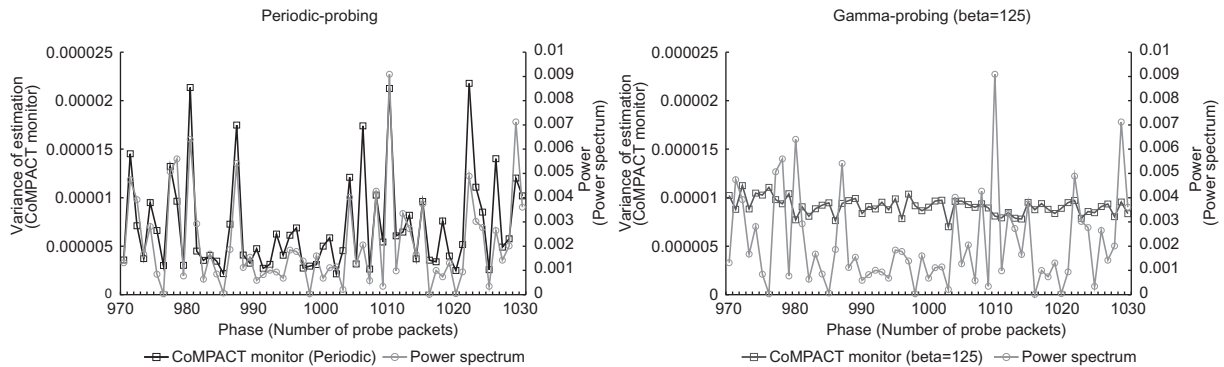 Periodic-probing
0.000025
0.00002
0.000015
0.00001
0.000005
0
Variance of estimation
(CoMPACT monitor)
0.01
0.009
0.008
0.007
0.006
0.005
0.004
0.003
0.002
0.001
0
Power
(Power spectrum)
970 980 990 1000 1010 1020 1030
Phase (Number of probe packets)
CoMPACT monitor (Periodic) Power spectrum
Gamma-probing (beta=125)
0.000025
0.00002
0.000015
0.00001
0.000005
0
Variance of estimation
(CoMPACT monitor)
0.01
0.009
0.008
0.007
0.006
0.005
0.004
0.003
0.002
0.001
0
Power
(Power spectrum)
970 980 990 1000 1010 1020 1030
Phase (Number of probe packets)
CoMPACT monitor (beta=125) Power spectrum